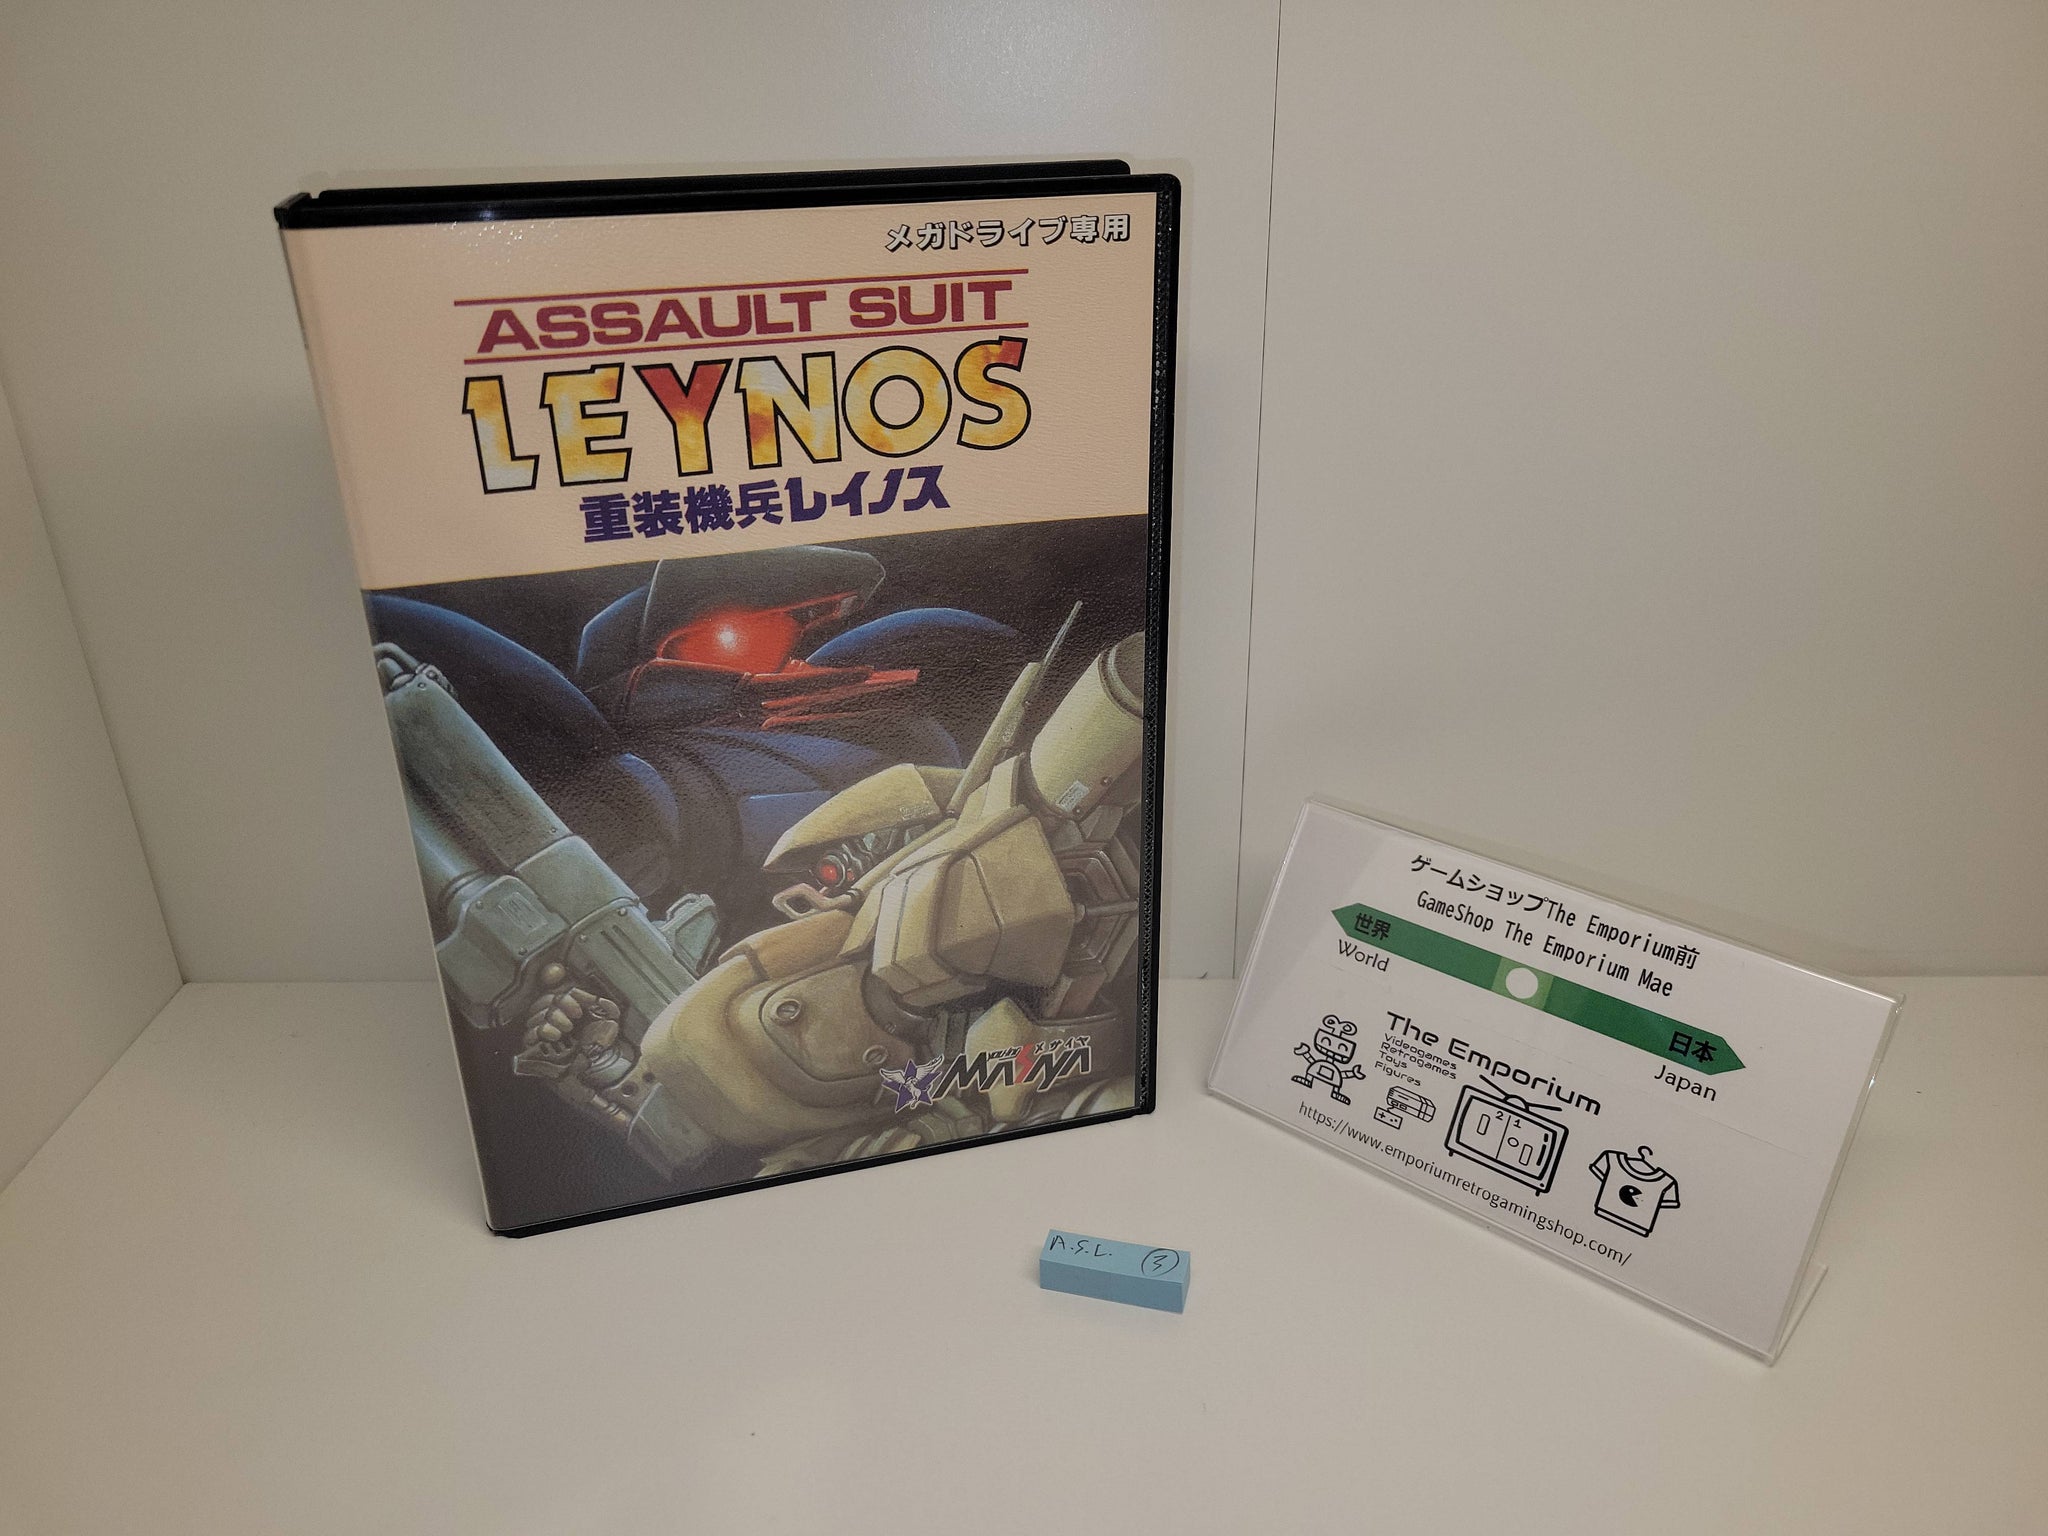 メガドライブ専用
ASSAULT SUIT
LEYNOS
重装機兵レイノス
メサイヤ
MASAYA
A.S.L. 3
ゲームショップThe Emporium前
GameShop The Emporium Mae
世界
World
日本
Japan
The Emporium
Videogames
Retrogames
Toys
Figures
2 1
https://www.emporiumretrogamingshop.com/